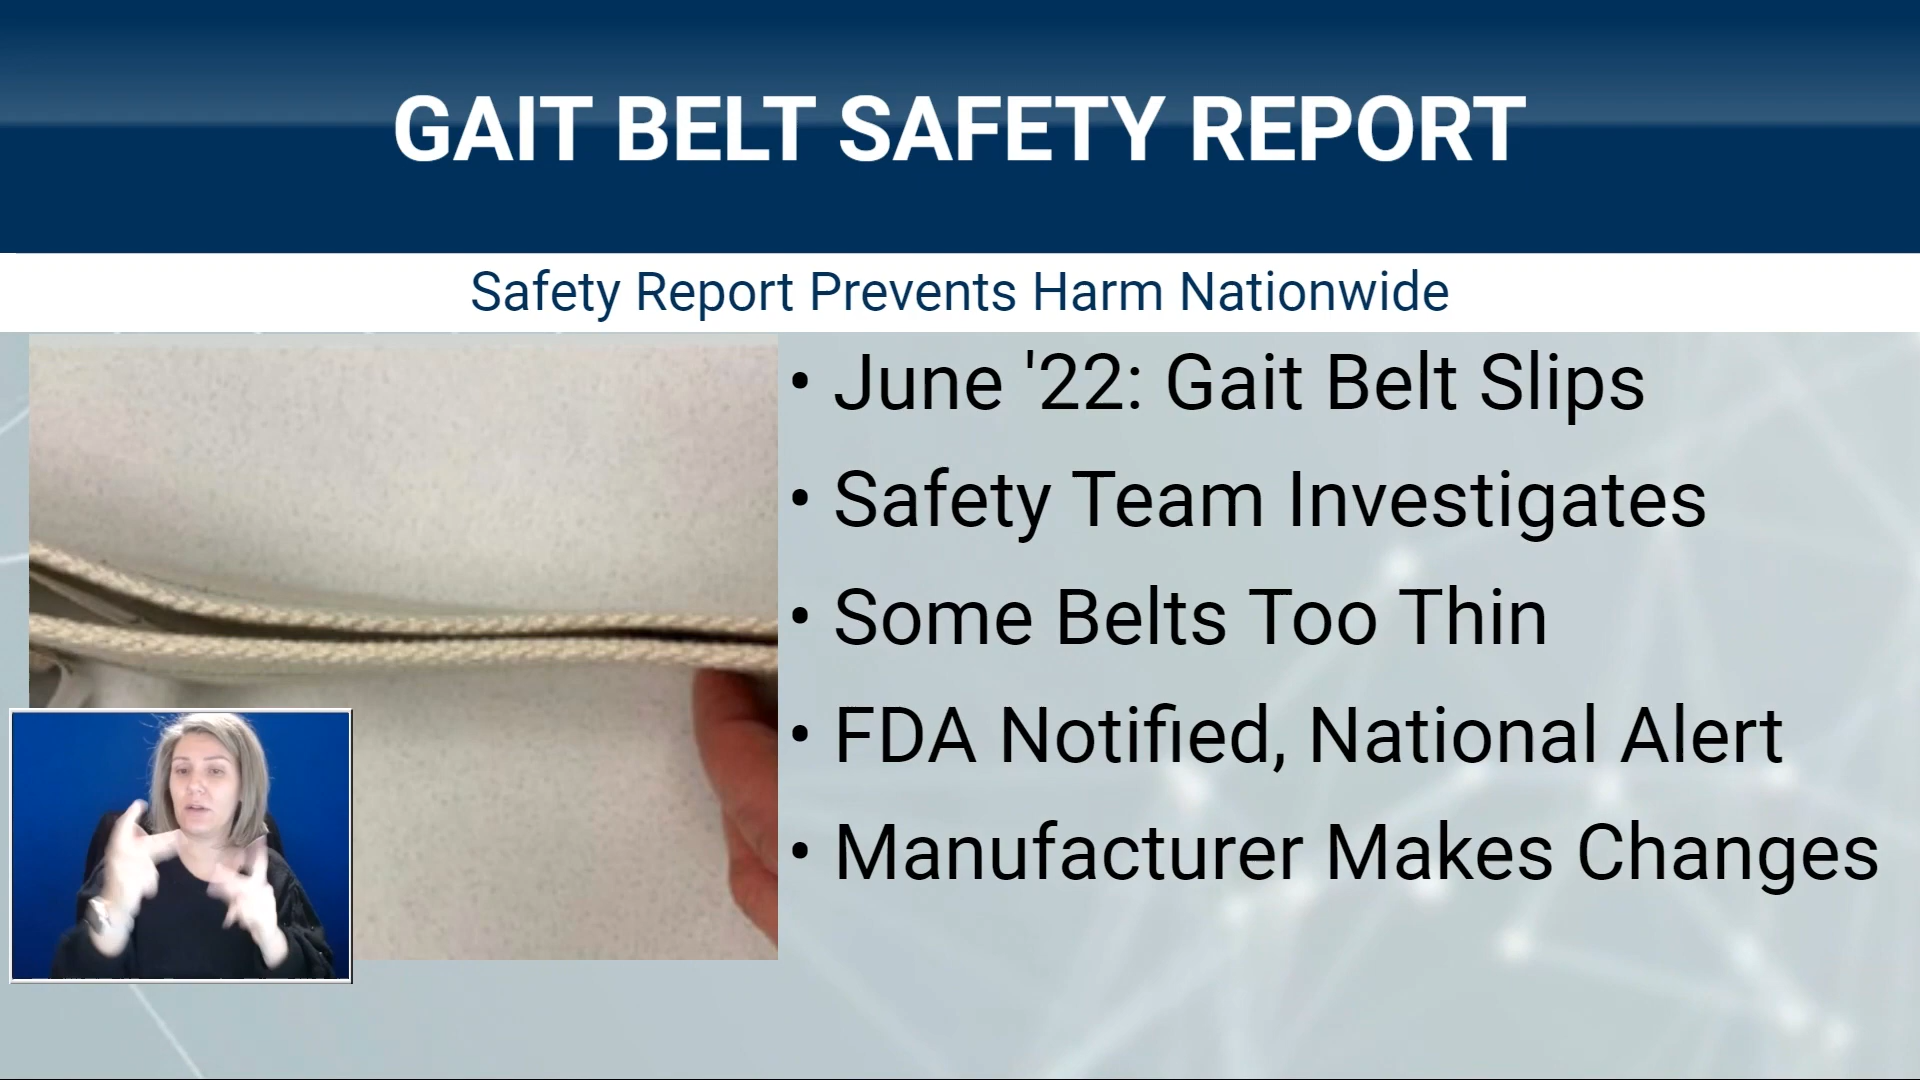 GAIT BELT SAFETY REPORT
Safety Report Prevents Harm Nationwide
• June '22: Gait Belt Slips
• Safety Team Investigates
• Some Belts Too Thin
• FDA Notified, National Alert
• Manufacturer Makes Changes